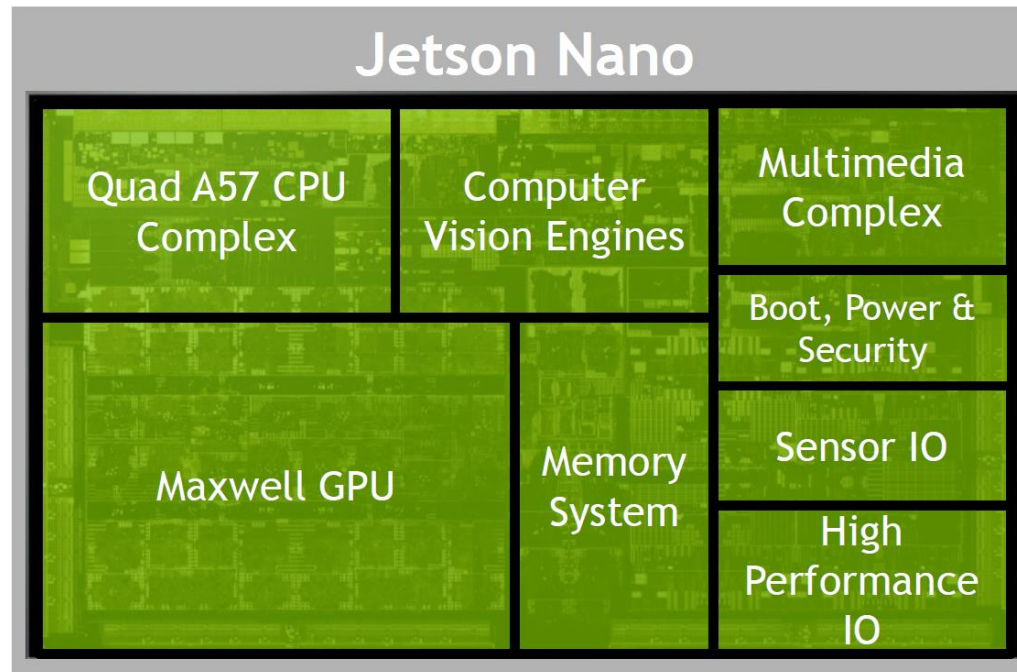 Jetson Nano
Quad A57 CPU
Complex
Computer
Vision Engines
Multimedia
Complex
Boot, Power &
Security
Maxwell GPU
Memory
System
Sensor IO
High
Performance
IO